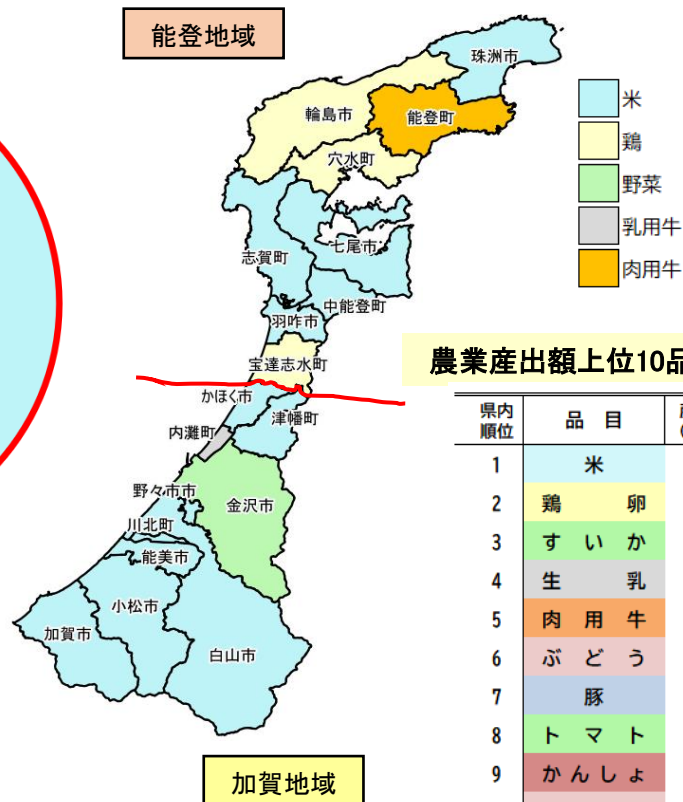 能登地域
珠洲市
輪島市
能登町
穴水町
米
鶏
野菜
乳用牛
肉用牛
七尾市
志賀町
中能登町
羽咋市
宝達志水町
かほく市
津幡町
内灘町
野々市市
金沢市
川北町
能美市
小松市
加賀市
白山市
加賀地域
農業産出額上位10品
県内
順位
品 目
1 米
2 鶏 卵
3 す い か
4 生 乳
5 肉 用 牛
6 ぶ ど う
7 豚
8 ト マ ト
9 か ん し ょ